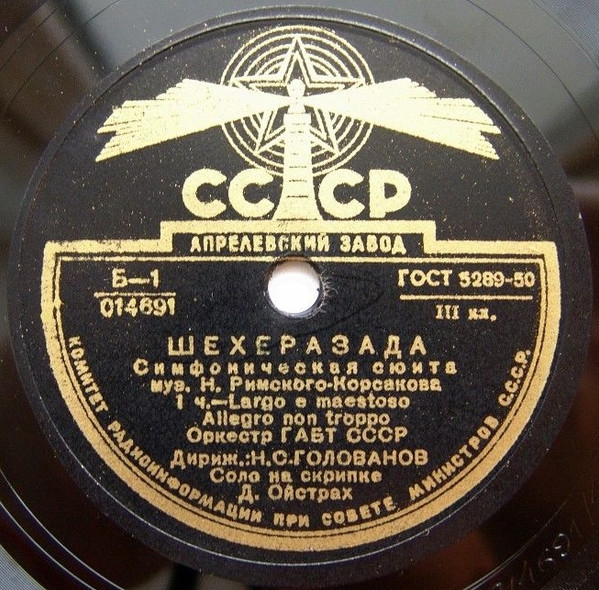 СССР
АПРЕЛЕВСКИЙ ЗАВОД
Б—1
014691
ГОСТ 5289-50
III кл.
ШЕХЕРАЗАДА
Симфоническая сюита
муз. Н. Римского-Корсакова
1 ч.—Largo e maestoso
Allegro non troppo
Оркестр ГАБТ СССР
Дириж.: Н.С.ГОЛОВАНОВ
Соло на скрипке
Д. Ойстрах
КОМИТЕТ РАДИОИНФОРМАЦИИ ПРИ СОВЕТЕ МИНИСТРОВ С.С.С.Р.